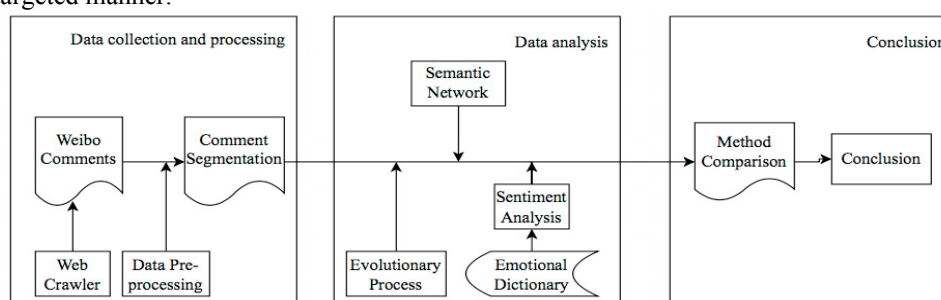 argeted manner.
Data collection and processing
Data analysis
Conclusion
Semantic
Network
Weibo
Comments
Comment
Segmentation
Method
Comparison
Conclusion
Sentiment
Analysis
Web
Crawler
Data Pre-
processing
Evolutionary
Process
Emotional
Dictionary